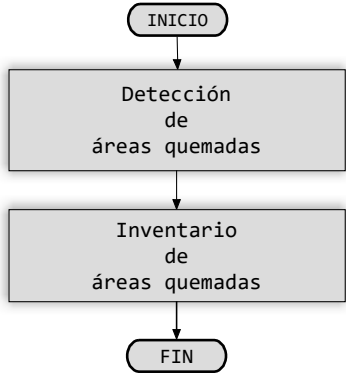 INICIO
Detección
de
áreas quemadas
Inventario
de
áreas quemadas
FIN